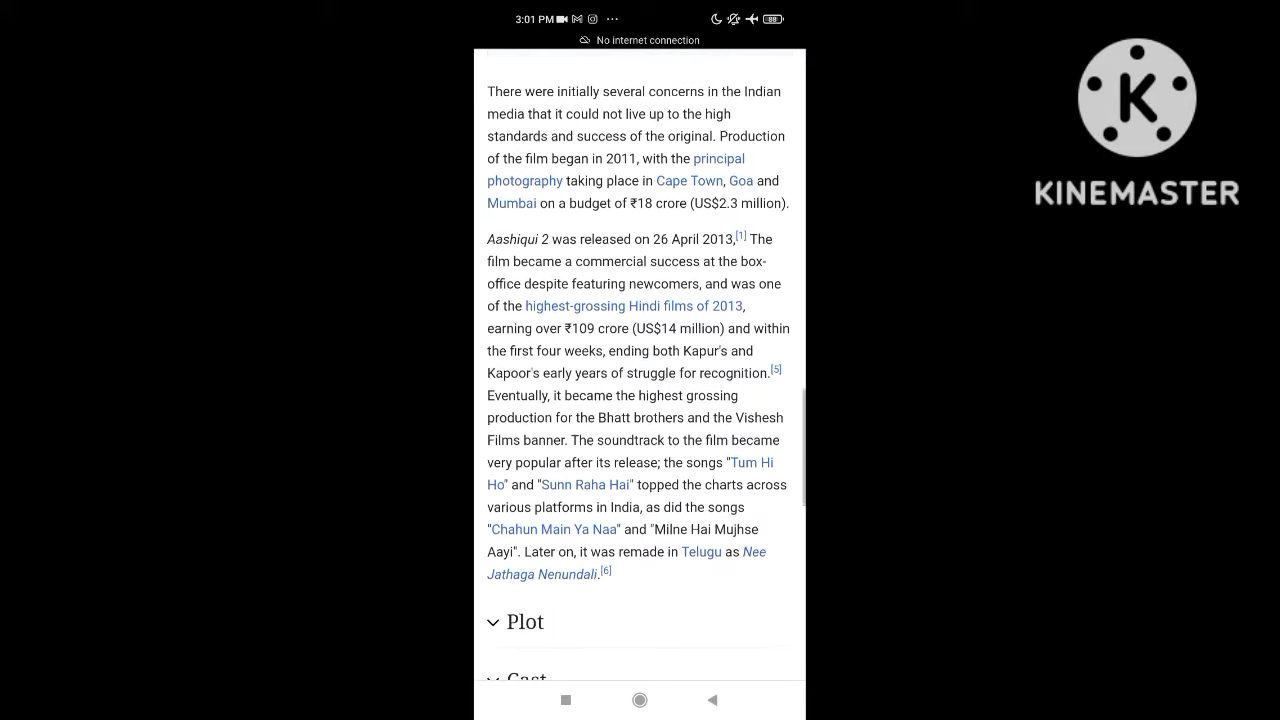 3:01 PM
88
No internet connection
There were initially several concerns in the Indian
media that it could not live up to the high
standards and success of the original. Production
of the film began in 2011, with the principal
photography taking place in Cape Town, Goa and
Mumbai on a budget of ₹18 crore (US$2.3 million).
Aashiqui 2 was released on 26 April 2013,[1] The
film became a commercial success at the box-
office despite featuring newcomers, and was one
of the highest-grossing Hindi films of 2013,
earning over ₹109 crore (US$14 million) and within
the first four weeks, ending both Kapur's and
Kapoor's early years of struggle for recognition.[5]
Eventually, it became the highest grossing
production for the Bhatt brothers and the Vishesh
Films banner. The soundtrack to the film became
very popular after its release; the songs "Tum Hi
Ho" and "Sunn Raha Hai" topped the charts across
various platforms in India, as did the songs
"Chahun Main Ya Naa" and "Milne Hai Mujhse
Aayi". Later on, it was remade in Telugu as Nee
Jathaga Nenundali.[6]
Plot
Cast
K
KINEMASTER